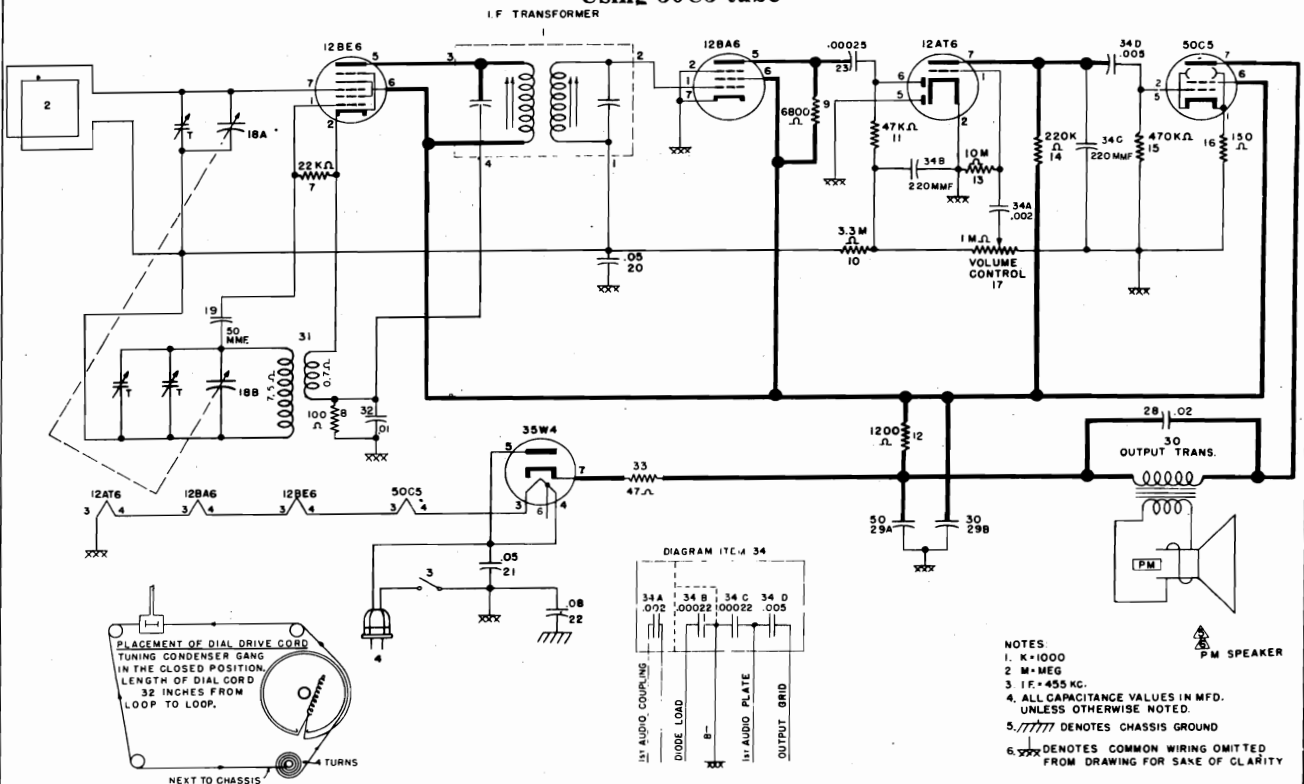 Using 50C5 tube
I.F TRANSFORMER
1
12BE6
5
6
7
1
2
3
4
1
12BA6
5
6
2
1
7
.00025
23
6800
Ω
9
12AT6
7
1
6
5
2
47KΩ
11
34B
220MMF
10M
Ω
13
34A
.002
220K
Ω
14
34C
220MMF
34D
.005
470KΩ
15
50C5
7
6
2
5
1
150
Ω
16
2
T
18A
22KΩ
7
.05
20
3.3M
Ω
10
1MΩ
VOLUME
CONTROL
17
19
50
MMF
31
T
T
18B
7.5Ω
0.7Ω
100
Ω
8
32
.01
35W4
5
7
3
6
4
33
47Ω
1200
Ω
12
28
.02
30
OUTPUT TRANS.
50
29A
30
29B
12AT6
3
4
12BA6
3
4
12BE6
3
4
50C5
3
4
.05
21
3
.08
22
4
PM
PM SPEAKER
DIAGRAM ITEM 34
34A
.002
34 B
.00022
34 C
.00022
34 D
.005
1ST AUDIO COUPLING
DIODE LOAD
B-
1ST AUDIO PLATE
OUTPUT GRID
PLACEMENT OF DIAL DRIVE CORD
TUNING CONDENSER GANG
IN THE CLOSED POSITION.
LENGTH OF DIAL CORD
32 INCHES FROM
LOOP TO LOOP.
4 TURNS
NEXT TO CHASSIS
NOTES:
1. K=1000
2 M=MEG
3. I F.=455 KC.
4. ALL CAPACITANCE VALUES IN MFD.
UNLESS OTHERWISE NOTED.
5. DENOTES CHASSIS GROUND
6. DENOTES COMMON WIRING OMITTED
FROM DRAWING FOR SAKE OF CLARITY